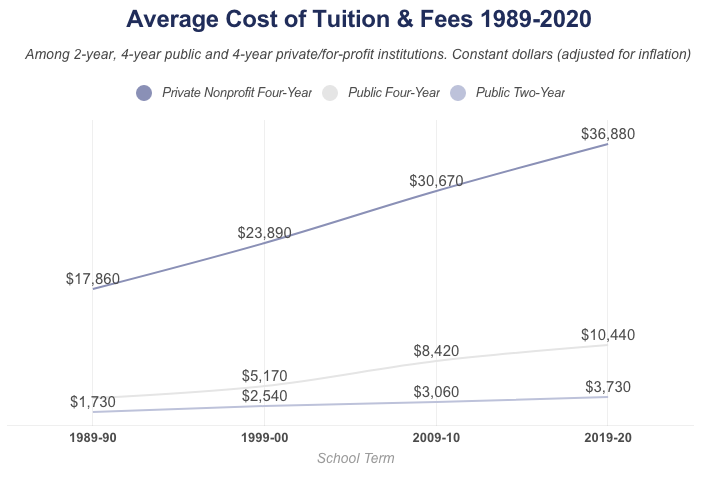 Average Cost of Tuition & Fees 1989-2020
Among 2-year, 4-year public and 4-year private/for-profit institutions. Constant dollars (adjusted for inflation)
Private Nonprofit Four-Year Public Four-Year Public Two-Year
$36,880
$30,670
$23,890
$17,860
$10,440
$8,420
$5,170
$3,730
$3,060
$2,540
$1,730
1989-90 1999-00 2009-10 2019-20
School Term